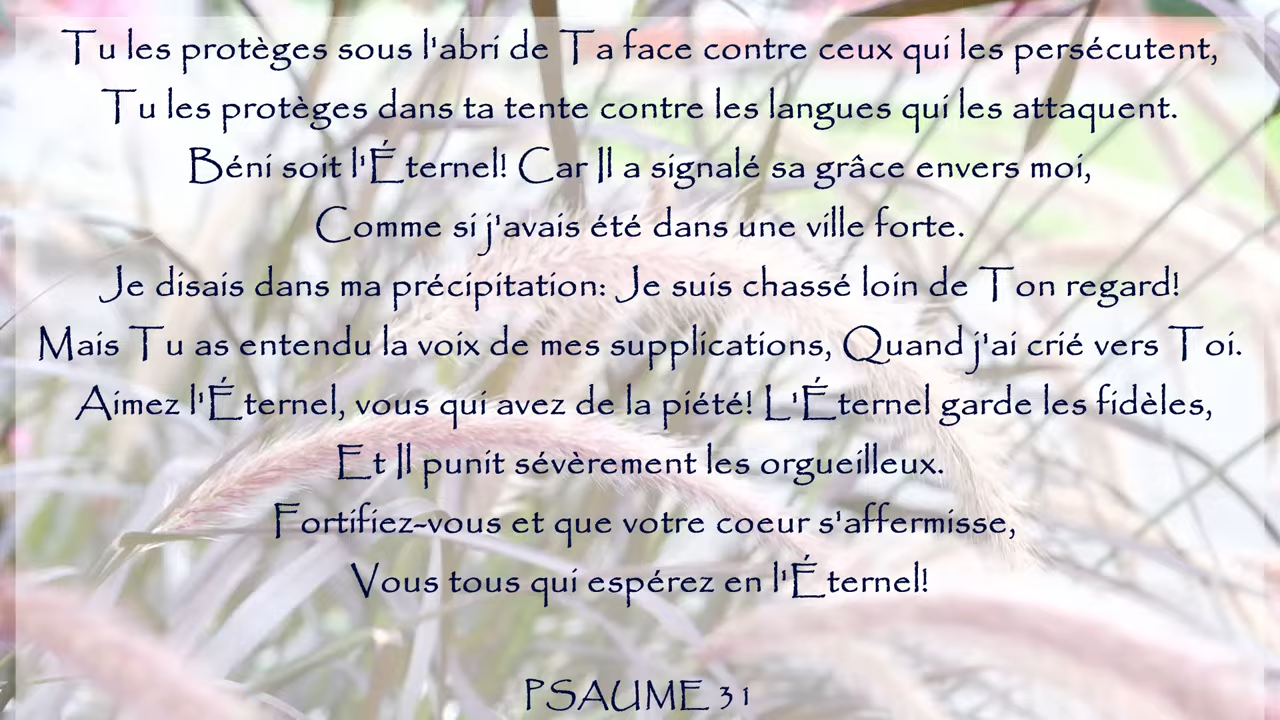 Tu les protèges sous l'abri de Ta face contre ceux qui les persécutent,
Tu les protèges dans ta tente contre les langues qui les attaquent.
Béni soit l'Éternel! Car Il a signalé sa grâce envers moi,
Comme si j'avais été dans une ville forte.
Je disais dans ma précipitation: Je suis chassé loin de Ton regard!
Mais Tu as entendu la voix de mes supplications, Quand j'ai crié vers Toi.
Aimez l'Éternel, vous qui avez de la piété! L'Éternel garde les fidèles,
Et Il punit sévèrement les orgueilleux.
Fortifiez-vous et que votre coeur s'affermisse,
Vous tous qui espérez en l'Éternel!
PSAUME 31